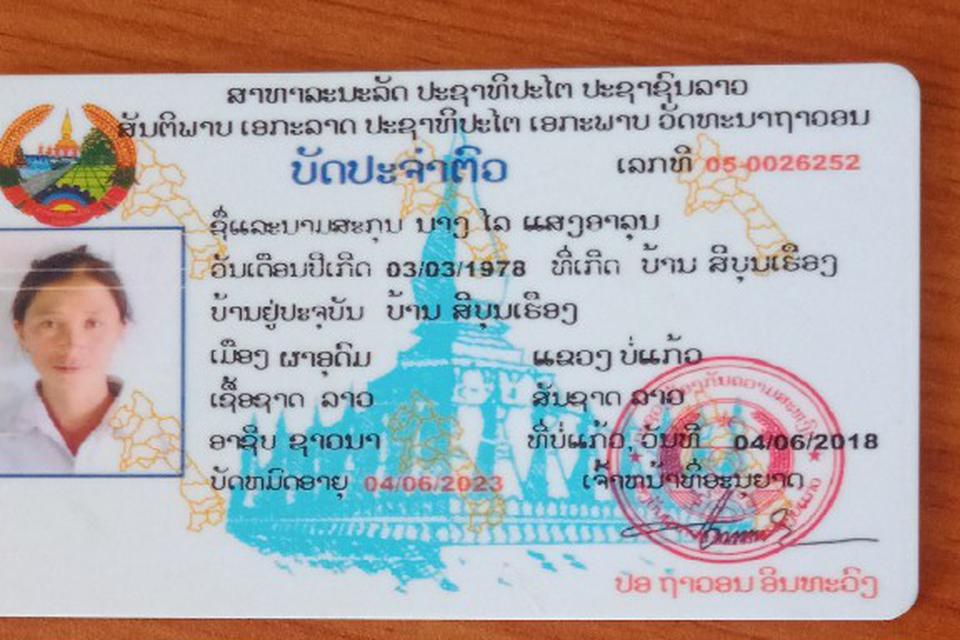 ສາທາລະນະລັດ ປະຊາທິປະໄຕ ປະຊາຊົນລາວ
ສັນຕິພາບ ເອກະລາດ ປະຊາທິປະໄຕ ເອກະພາບ ວັດທະນາຖາວອນ
ບັດປະຈຳຕົວ ເລກທີ 05-0026252
ຊື່ແລະນາມສະກຸນ ນາງ ໄລ ແສງອາລຸນ
ວັນເດືອນປີເກີດ 03/03/1978 ທີ່ເກີດ ບ້ານ ສີບຸນເຮືອງ
ບ້ານຢູ່ປະຈຸບັນ ບ້ານ ສີບຸນເຮືອງ
ເມືອງ ຜາອຸດົມ ແຂວງ ບໍ່ແກ້ວ
ເຊື້ອຊາດ ລາວ ສັນຊາດ ລາວ
ອາຊີບ ຊາວນາ ທີ່ບໍ່ແກ້ວ, ວັນທີ 04/06/2018
ບັດຫມົດອາຍຸ 04/06/2023 ເຈົ້າຫນ້າທີ່ອະນຸຍາດ
ປອ ຖາວອນ ອິນທະວົງ